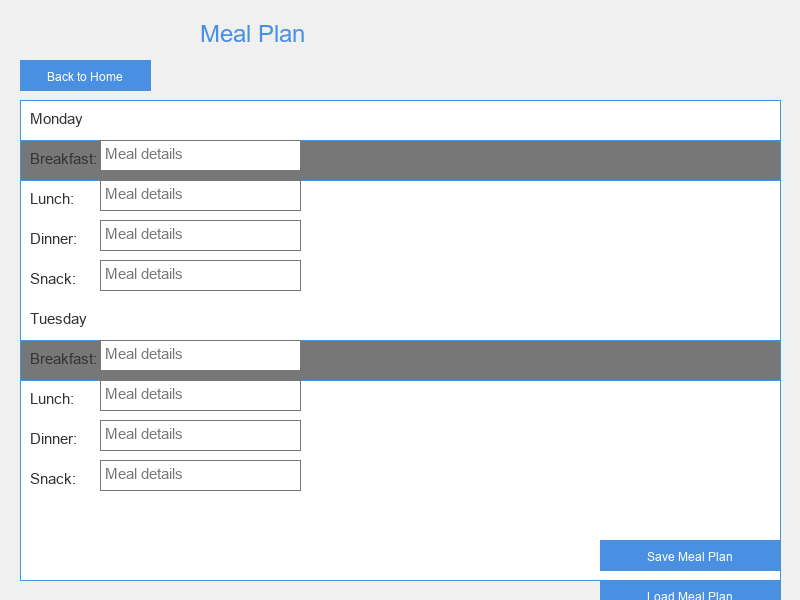 Meal Plan
Back to Home
Monday
Breakfast: Meal details
Lunch: Meal details
Dinner: Meal details
Snack: Meal details
Tuesday
Breakfast: Meal details
Lunch: Meal details
Dinner: Meal details
Snack: Meal details
Save Meal Plan
Load Meal Plan